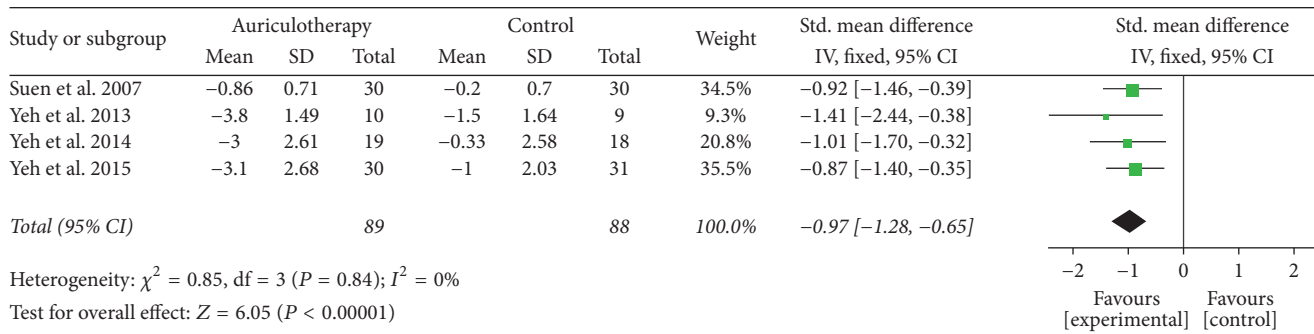 Study or subgroup Auriculotherapy Control Weight Std. mean difference Std. mean difference
Mean SD Total Mean SD Total IV, fixed, 95% CI IV, fixed, 95% CI
Suen et al. 2007 −0.86 0.71 30 −0.2 0.7 30 34.5% −0.92 [−1.46, −0.39]
Yeh et al. 2013 −3.8 1.49 10 −1.5 1.64 9 9.3% −1.41 [−2.44, −0.38]
Yeh et al. 2014 −3 2.61 19 −0.33 2.58 18 20.8% −1.01 [−1.70, −0.32]
Yeh et al. 2015 −3.1 2.68 30 −1 2.03 31 35.5% −0.87 [−1.40, −0.35]
Total (95% CI) 89 88 100.0% −0.97 [−1.28, −0.65]
Heterogeneity: χ² = 0.85, df = 3 (P = 0.84); I² = 0%
Test for overall effect: Z = 6.05 (P < 0.00001)
−2 −1 0 1 2
Favours Favours
[experimental] [control]